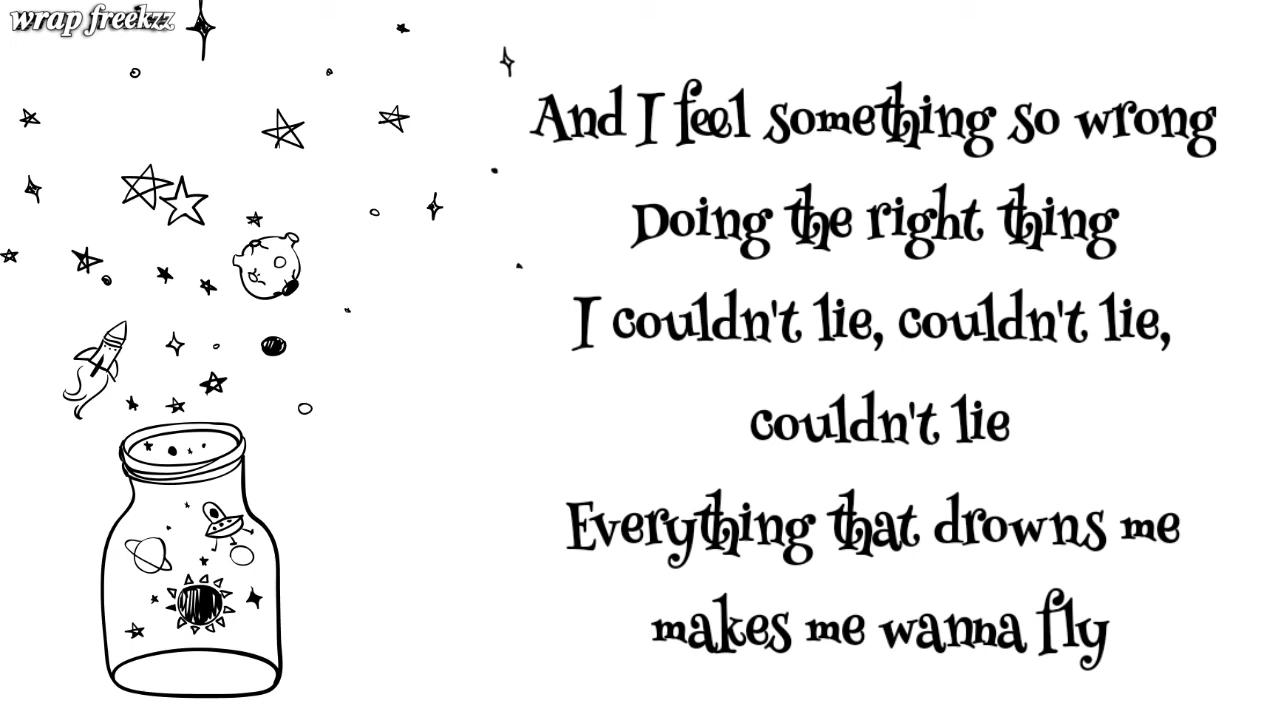 wrap freekzz
And I feel something so wrong
Doing the right thing
I couldn't lie, couldn't lie,
couldn't lie
Everything that drowns me
makes me wanna fly